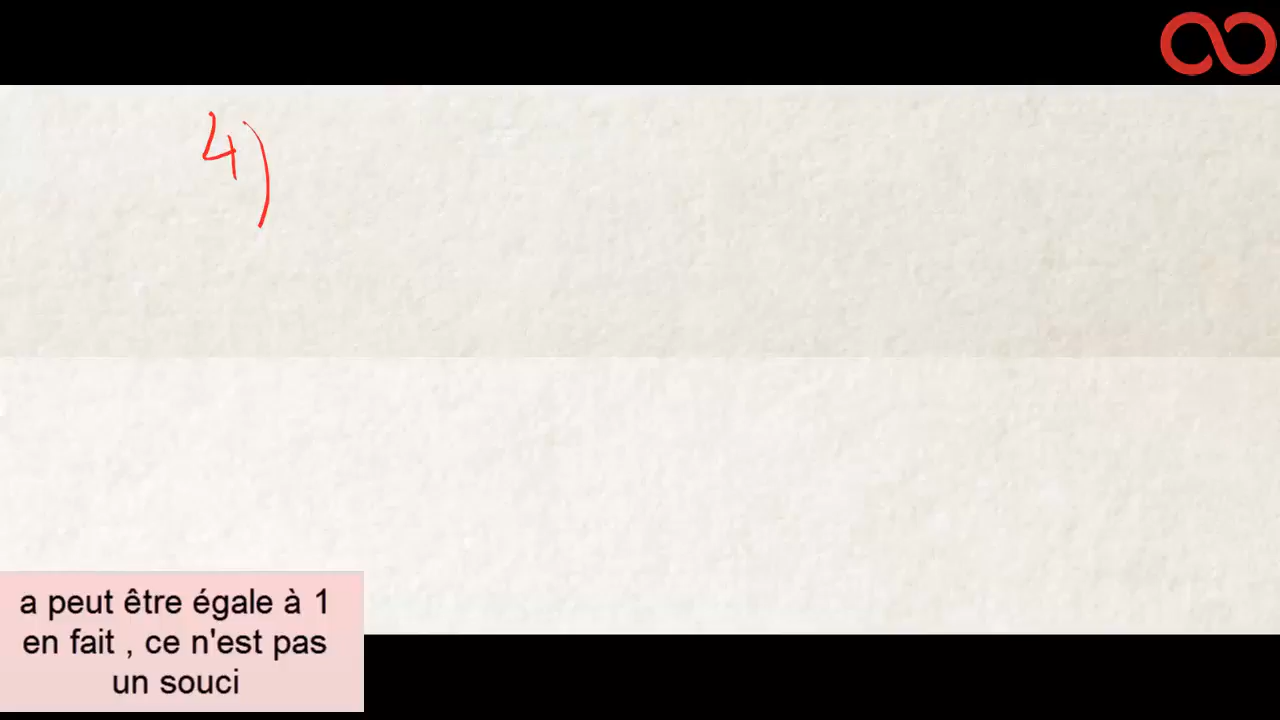 4)
a peut être égale à 1
en fait , ce n'est pas
un souci